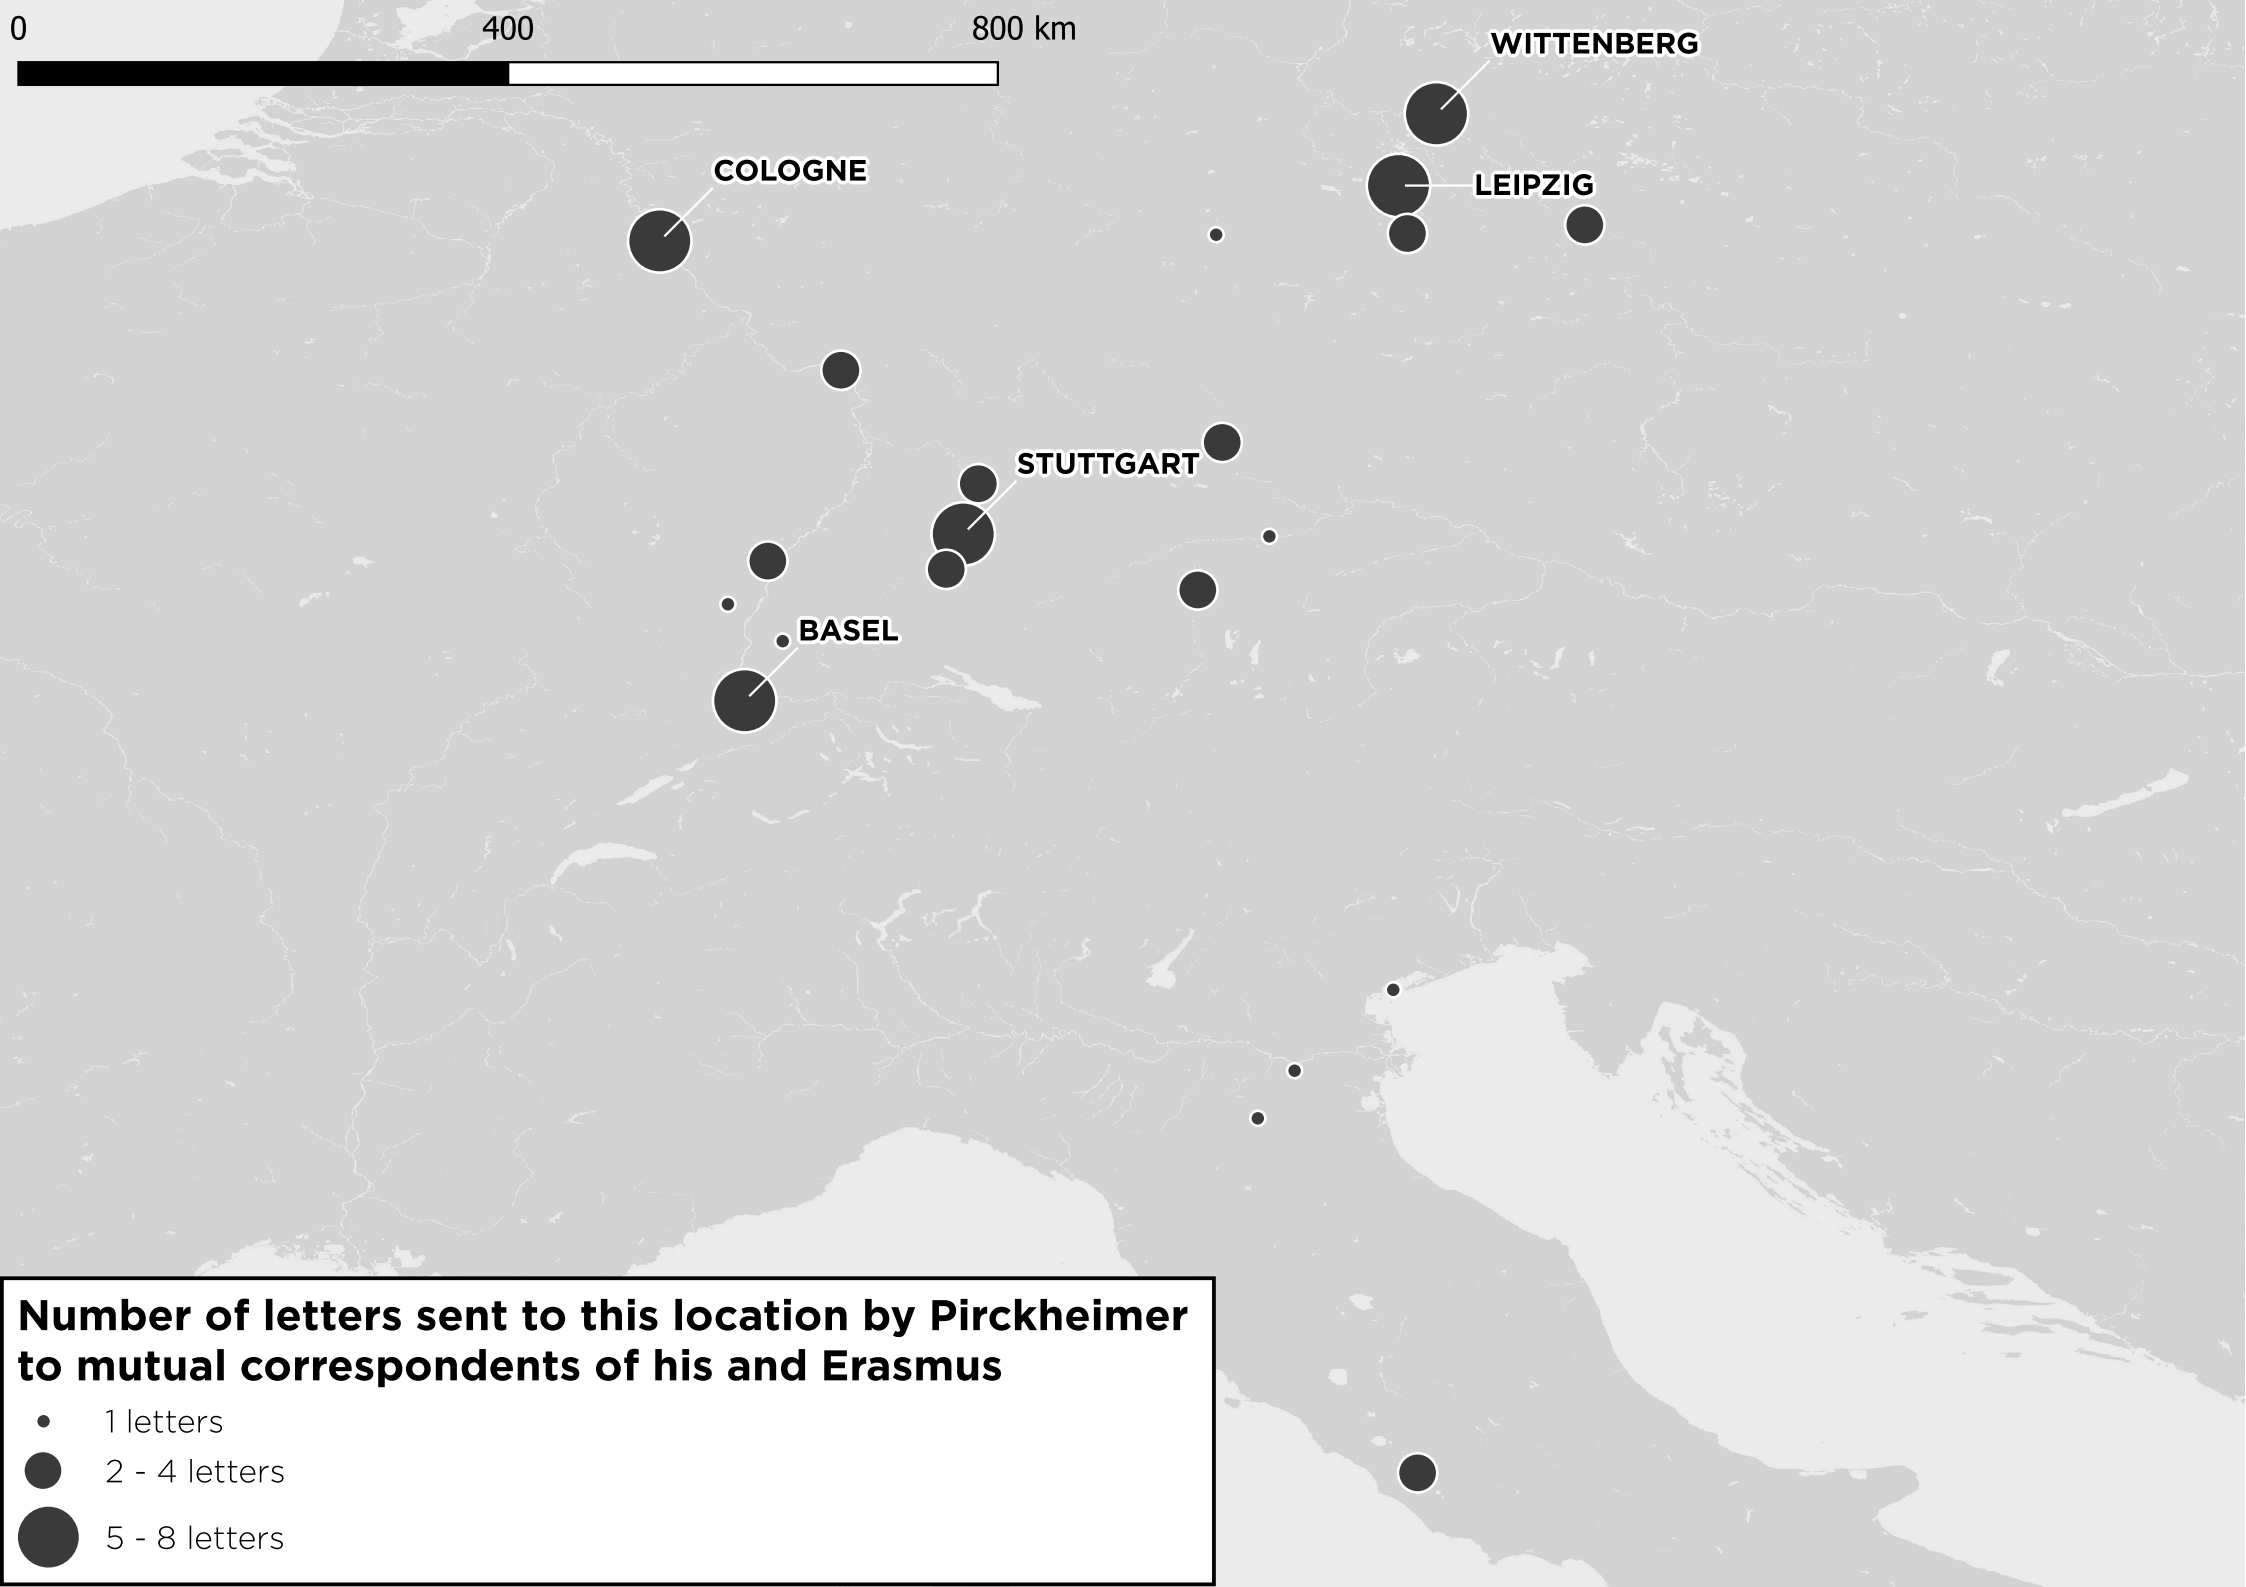 0 400 800 km
WITTENBERG
COLOGNE
LEIPZIG
STUTTGART
BASEL
Number of letters sent to this location by Pirckheimer
to mutual correspondents of his and Erasmus
1 letters
2 - 4 letters
5 - 8 letters